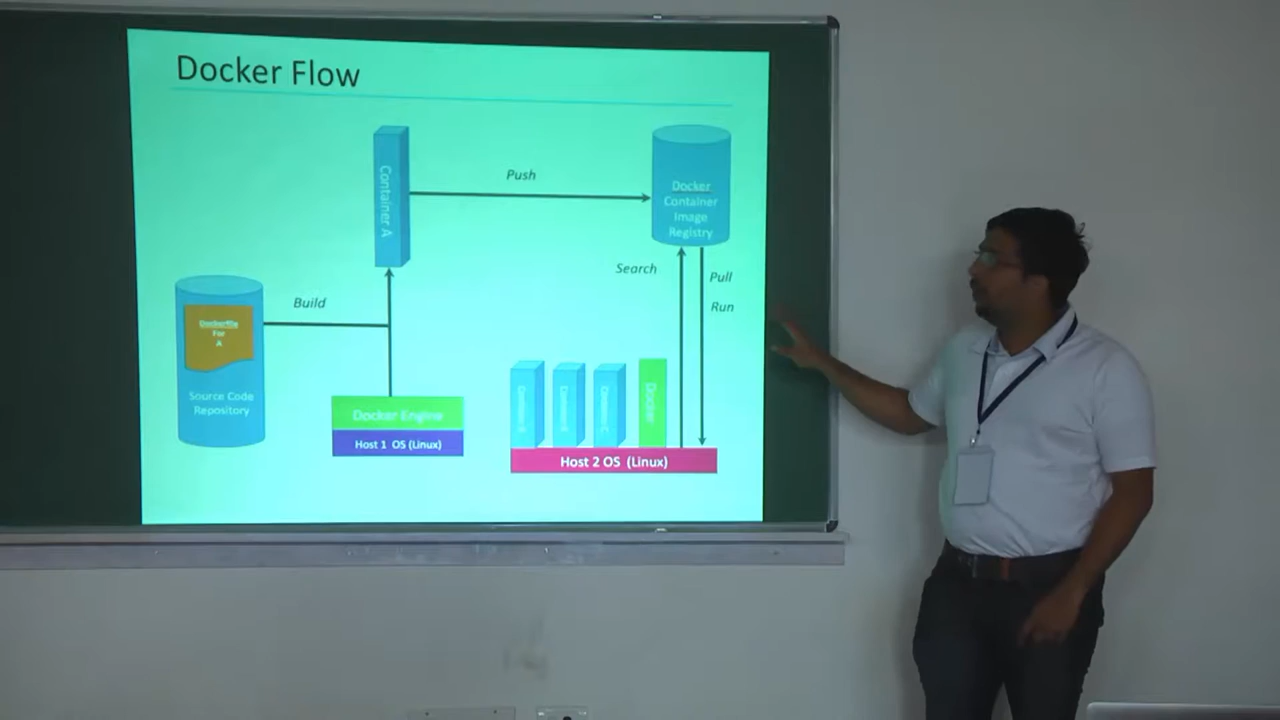 Docker Flow
Container A
Push
Docker
Container
Image
Registry
Search
Pull
Run
Build
Dockerfile
For
A
Source Code
Repository
Docker Engine
Host 1 OS (Linux)
Docker
Host 2 OS (Linux)